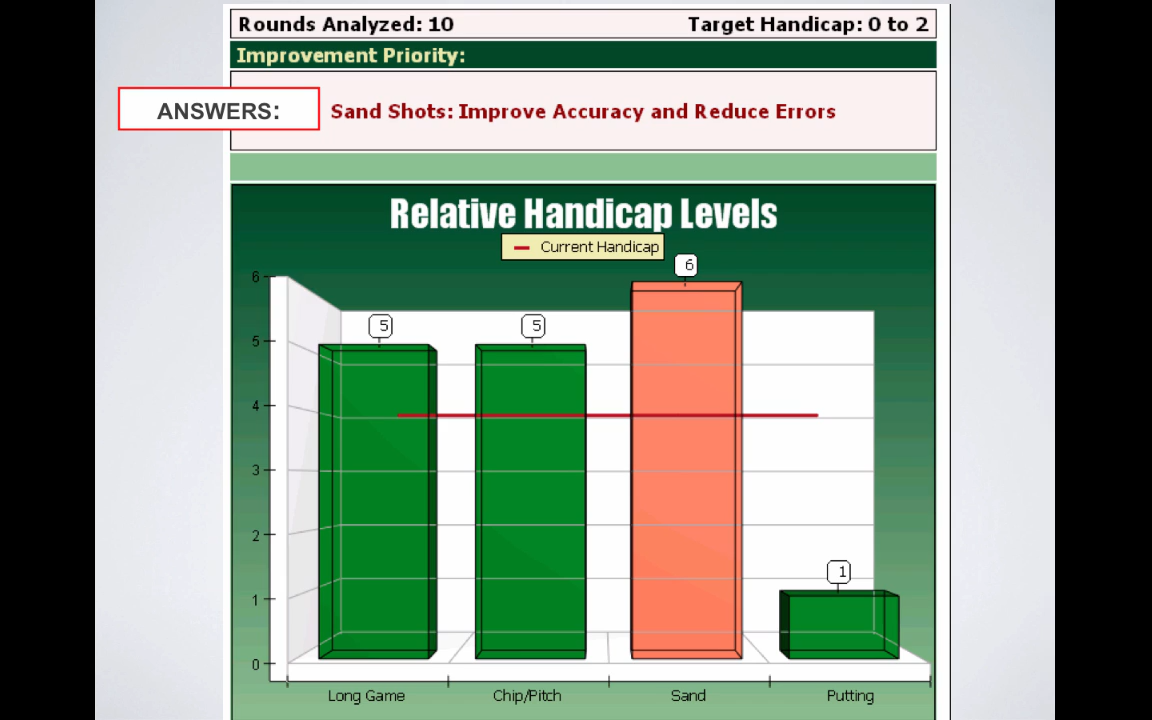 Rounds Analyzed: 10 Target Handicap: 0 to 2
Improvement Priority:
ANSWERS: Sand Shots: Improve Accuracy and Reduce Errors
Relative Handicap Levels
Current Handicap
6
5
4
3
2
1
0
5
5
6
1
Long Game Chip/Pitch Sand Putting